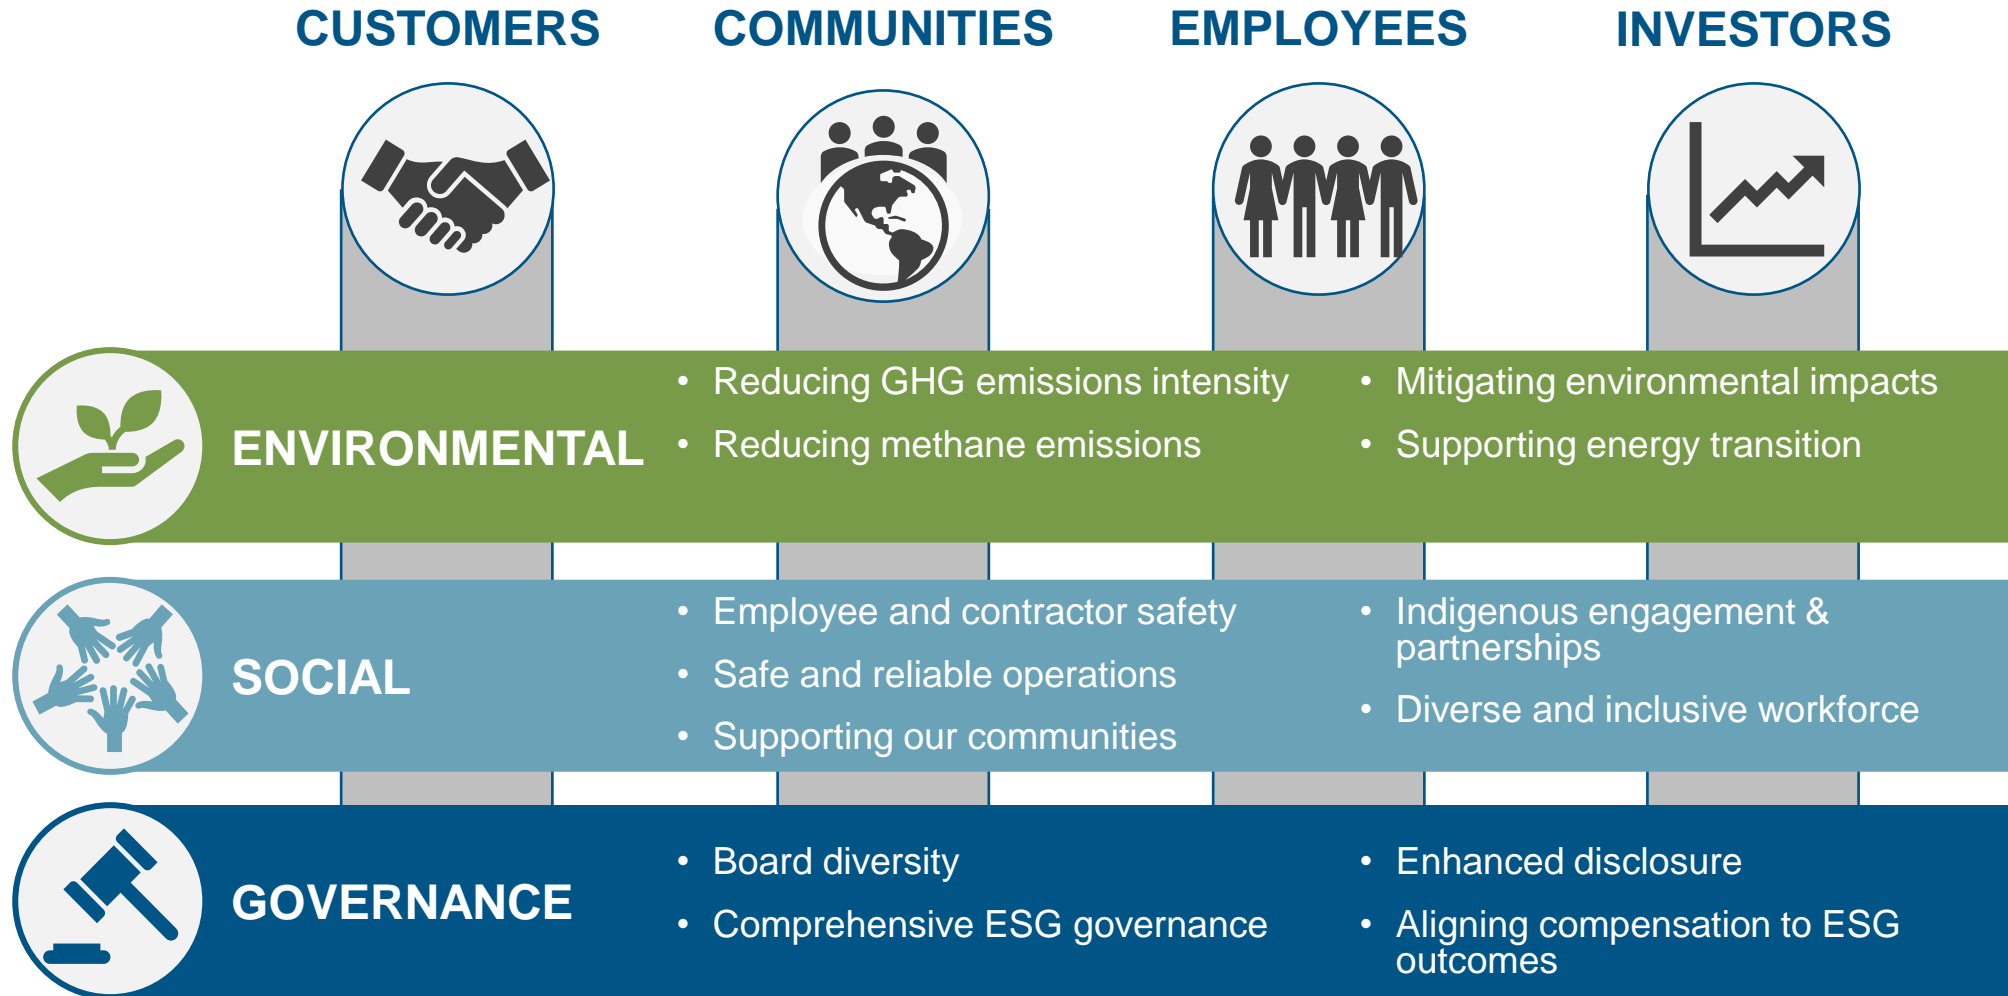 CUSTOMERS COMMUNITIES EMPLOYEES INVESTORS
ENVIRONMENTAL
• Reducing GHG emissions intensity
• Reducing methane emissions
• Mitigating environmental impacts
• Supporting energy transition
SOCIAL
• Employee and contractor safety
• Safe and reliable operations
• Supporting our communities
• Indigenous engagement &
partnerships
• Diverse and inclusive workforce
GOVERNANCE
• Board diversity
• Comprehensive ESG governance
• Enhanced disclosure
• Aligning compensation to ESG
outcomes